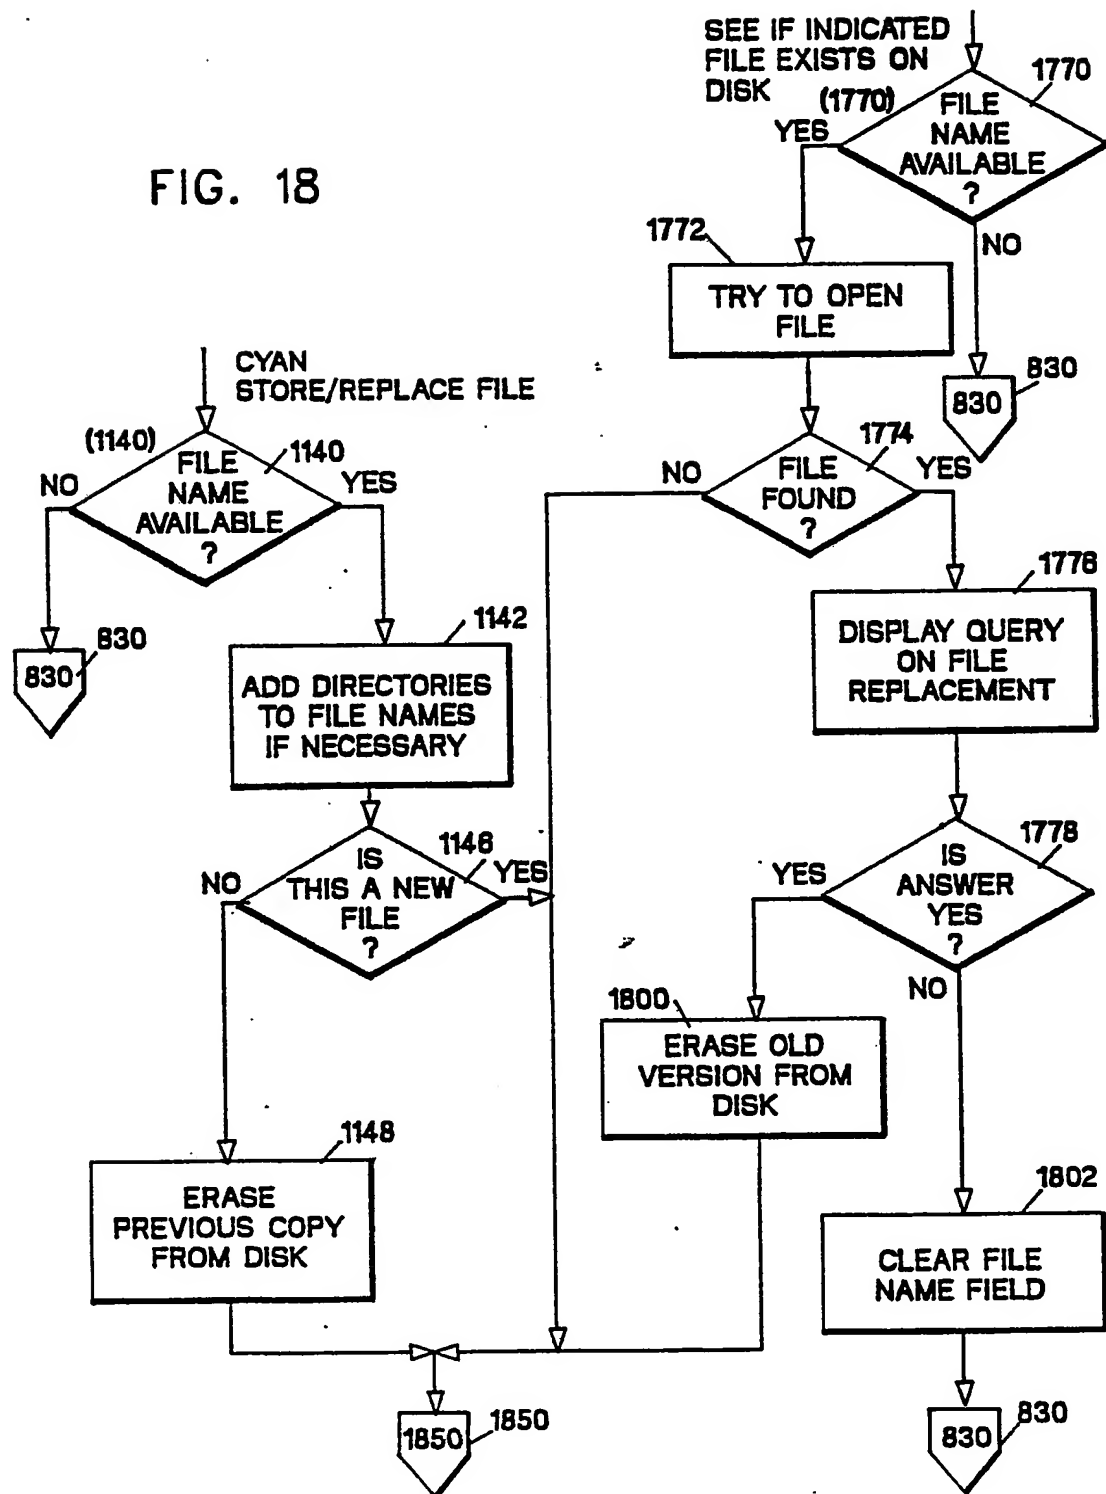 FIG. 18
SEE IF INDICATED
FILE EXISTS ON
DISK
(1770)
1770
FILE
NAME
AVAILABLE
?
YES
NO
1772
TRY TO OPEN
FILE
830
830
1774
FILE
FOUND
?
NO
YES
1776
DISPLAY QUERY
ON FILE
REPLACEMENT
1778
IS
ANSWER
YES
?
YES
NO
1800
ERASE OLD
VERSION FROM
DISK
1802
CLEAR FILE
NAME FIELD
830
830
CYAN
STORE/REPLACE FILE
(1140)
1140
FILE
NAME
AVAILABLE
?
NO
YES
830
830
1142
ADD DIRECTORIES
TO FILE NAMES
IF NECESSARY
1146
IS
THIS A NEW
FILE
?
NO
YES
1148
ERASE
PREVIOUS COPY
FROM DISK
1850
1850